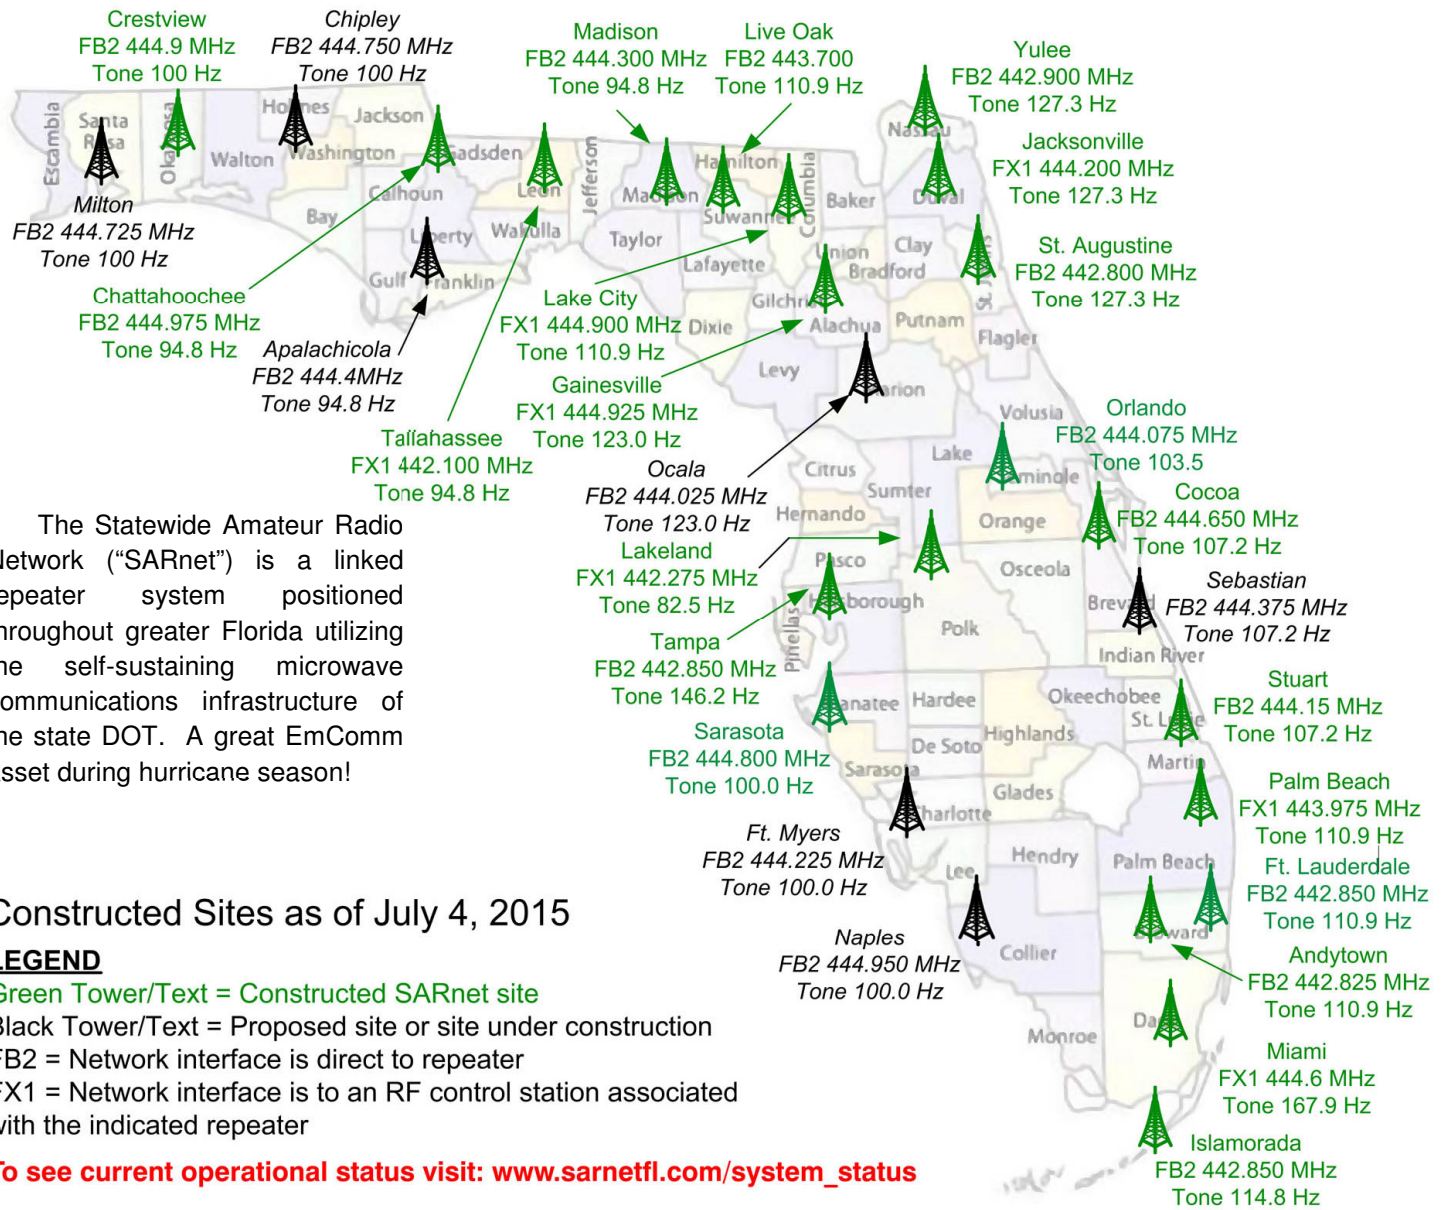 Crestview
FB2 444.9 MHz
Tone 100 Hz
Chipley
FB2 444.750 MHz
Tone 100 Hz
Madison
FB2 444.300 MHz
Tone 94.8 Hz
Live Oak
FB2 443.700
Tone 110.9 Hz
Yulee
FB2 442.900 MHz
Tone 127.3 Hz
Jacksonville
FX1 444.200 MHz
Tone 127.3 Hz
St. Augustine
FB2 442.800 MHz
Tone 127.3 Hz
Escambia
Santa
Rosa
Okaloosa
Walton
Holmes
Washington
Jackson
Calhoun
Bay
Gulf
Liberty
Franklin
Gadsden
Leon
Wakulla
Jefferson
Madison
Taylor
Hamilton
Suwannee
Lafayette
Columbia
Baker
Nassau
Duval
Clay
Union
Bradford
St. Johns
Gilchrist
Dixie
Alachua
Putnam
Flagler
Levy
Marion
Volusia
Milton
FB2 444.725 MHz
Tone 100 Hz
Chattahoochee
FB2 444.975 MHz
Tone 94.8 Hz
Apalachicola
FB2 444.4MHz
Tone 94.8 Hz
Tallahassee
FX1 442.100 MHz
Tone 94.8 Hz
Lake City
FX1 444.900 MHz
Tone 110.9 Hz
Gainesville
FX1 444.925 MHz
Tone 123.0 Hz
Ocala
FB2 444.025 MHz
Tone 123.0 Hz
Orlando
FB2 444.075 MHz
Tone 103.5
Cocoa
FB2 444.650 MHz
Tone 107.2 Hz
Lakeland
FX1 442.275 MHz
Tone 82.5 Hz
Tampa
FB2 442.850 MHz
Tone 146.2 Hz
Sarasota
FB2 444.800 MHz
Tone 100.0 Hz
Sebastian
FB2 444.375 MHz
Tone 107.2 Hz
Stuart
FB2 444.15 MHz
Tone 107.2 Hz
Palm Beach
FX1 443.975 MHz
Tone 110.9 Hz
Ft. Lauderdale
FB2 442.850 MHz
Tone 110.9 Hz
Andytown
FB2 442.825 MHz
Tone 110.9 Hz
Ft. Myers
FB2 444.225 MHz
Tone 100.0 Hz
Naples
FB2 444.950 MHz
Tone 100.0 Hz
Miami
FX1 444.6 MHz
Tone 167.9 Hz
Islamorada
FB2 442.850 MHz
Tone 114.8 Hz
Citrus
Sumter
Lake
Seminole
Hernando
Orange
Pasco
Osceola
Hillsborough
Pinellas
Polk
Brevard
Indian River
Manatee
Hardee
Okeechobee
St. Lucie
Highlands
De Soto
Sarasota
Martin
Charlotte
Glades
Lee
Hendry
Palm Beach
Collier
Broward
Monroe
Dade
The Statewide Amateur Radio
Network (“SARnet”) is a linked
repeater system positioned
throughout greater Florida utilizing
the self-sustaining microwave
communications infrastructure of
the state DOT. A great EmComm
asset during hurricane season!
Constructed Sites as of July 4, 2015
LEGEND
Green Tower/Text = Constructed SARnet site
Black Tower/Text = Proposed site or site under construction
FB2 = Network interface is direct to repeater
FX1 = Network interface is to an RF control station associated
with the indicated repeater
To see current operational status visit: www.sarnetfl.com/system_status